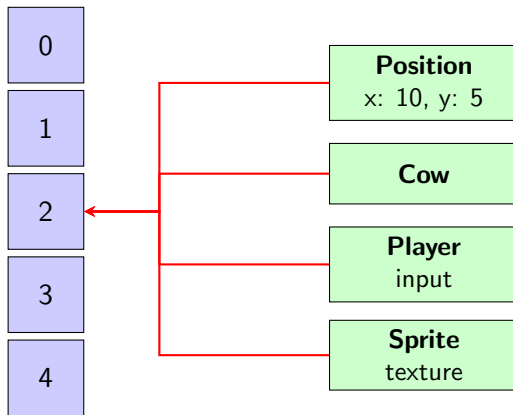 0
1
2
3
4
Position
x: 10, y: 5
Cow
Player
input
Sprite
texture